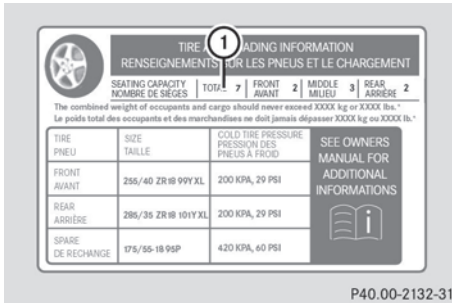 1
TIRE A ADING INFORMATION
RENSEIGNEMENTS SUR LES PNEUS ET LE CHARGEMENT
SEATING CAPACITY
NOMBRE DE SIÈGES
TOTAL 7
FRONT
AVANT
2
MIDDLE
MILIEU
3
REAR
ARRIÈRE
2
The combined weight of occupants and cargo should never exceed XXXX kg or XXXX lbs.*
Le poids total des occupants et des marchandises ne doit jamais dépasser XXXX kg ou XXXX lb.*
TIRE
PNEU
SIZE
TAILLE
COLD TIRE PRESSURE
PRESSION DES
PNEUS À FROID
SEE OWNERS
MANUAL FOR
ADDITIONAL
INFORMATIONS
FRONT
AVANT
255/40 ZR18 99Y XL
200 KPA, 29 PSI
REAR
ARRIÈRE
285/35 ZR18 101Y XL
200 KPA, 29 PSI
SPARE
DE RECHANGE
175/55-18 95P
420 KPA, 60 PSI
i
P40.00-2132-31